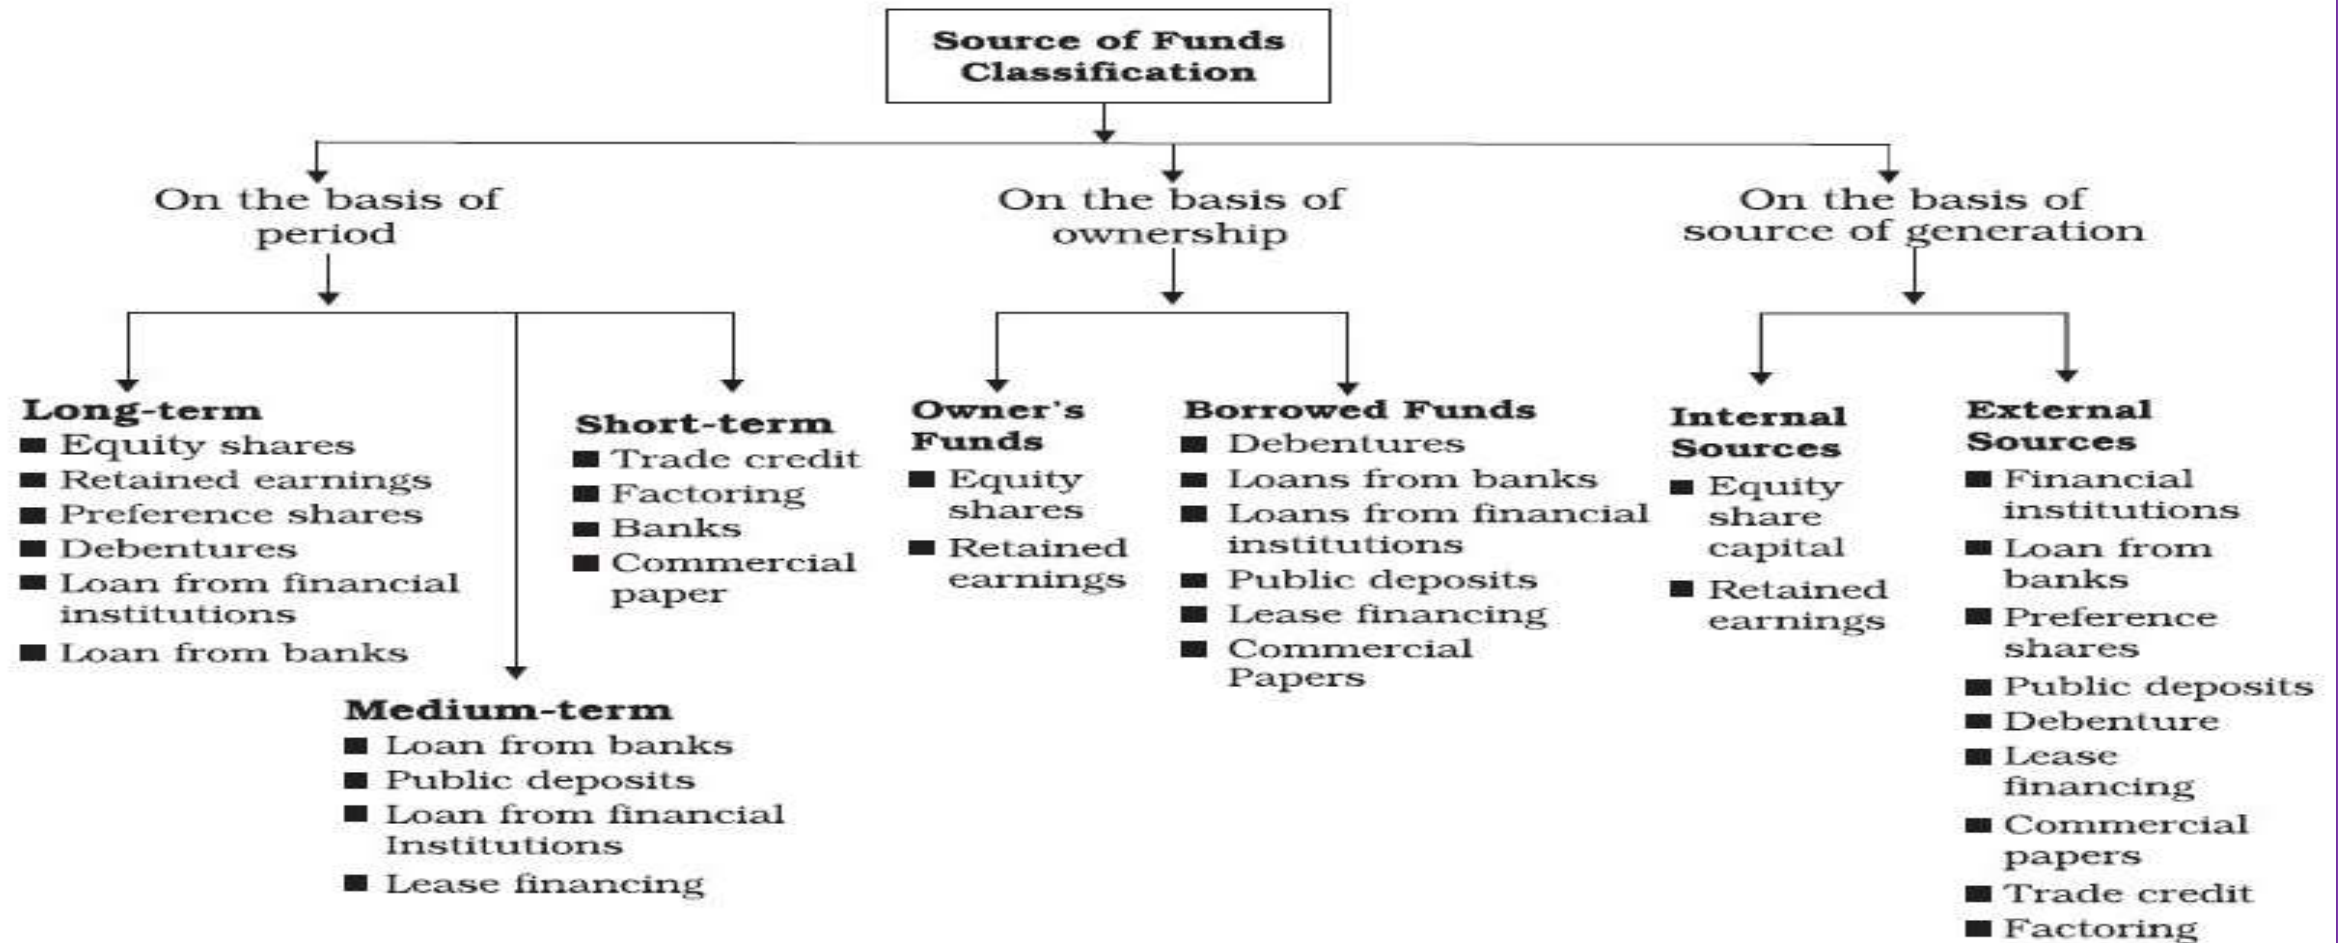 Source of Funds
Classification
On the basis of
period
On the basis of
ownership
On the basis of
source of generation
Long-term
■ Equity shares
■ Retained earnings
■ Preference shares
■ Debentures
■ Loan from financial
institutions
■ Loan from banks
Medium-term
■ Loan from banks
■ Public deposits
■ Loan from financial
Institutions
■ Lease financing
Short-term
■ Trade credit
■ Factoring
■ Banks
■ Commercial
paper
Owner's
Funds
■ Equity
shares
■ Retained
earnings
Borrowed Funds
■ Debentures
■ Loans from banks
■ Loans from financial
institutions
■ Public deposits
■ Lease financing
■ Commercial
Papers
Internal
Sources
■ Equity
share
capital
■ Retained
earnings
External
Sources
■ Financial
institutions
■ Loan from
banks
■ Preference
shares
■ Public deposits
■ Debenture
■ Lease
financing
■ Commercial
papers
■ Trade credit
■ Factoring